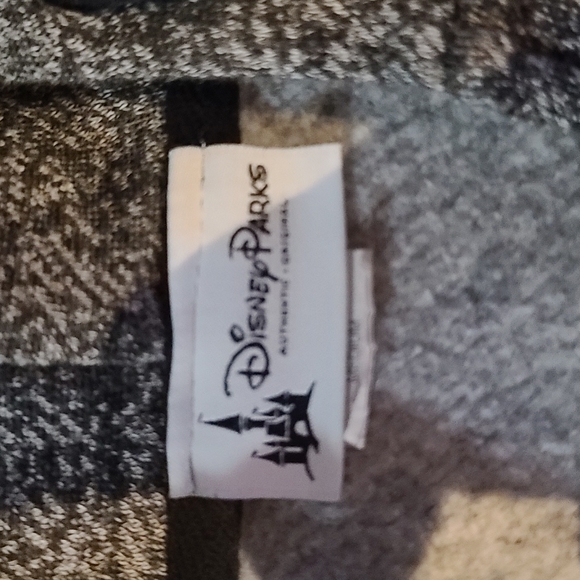 Disney Parks
AUTHENTIC • ORIGINAL